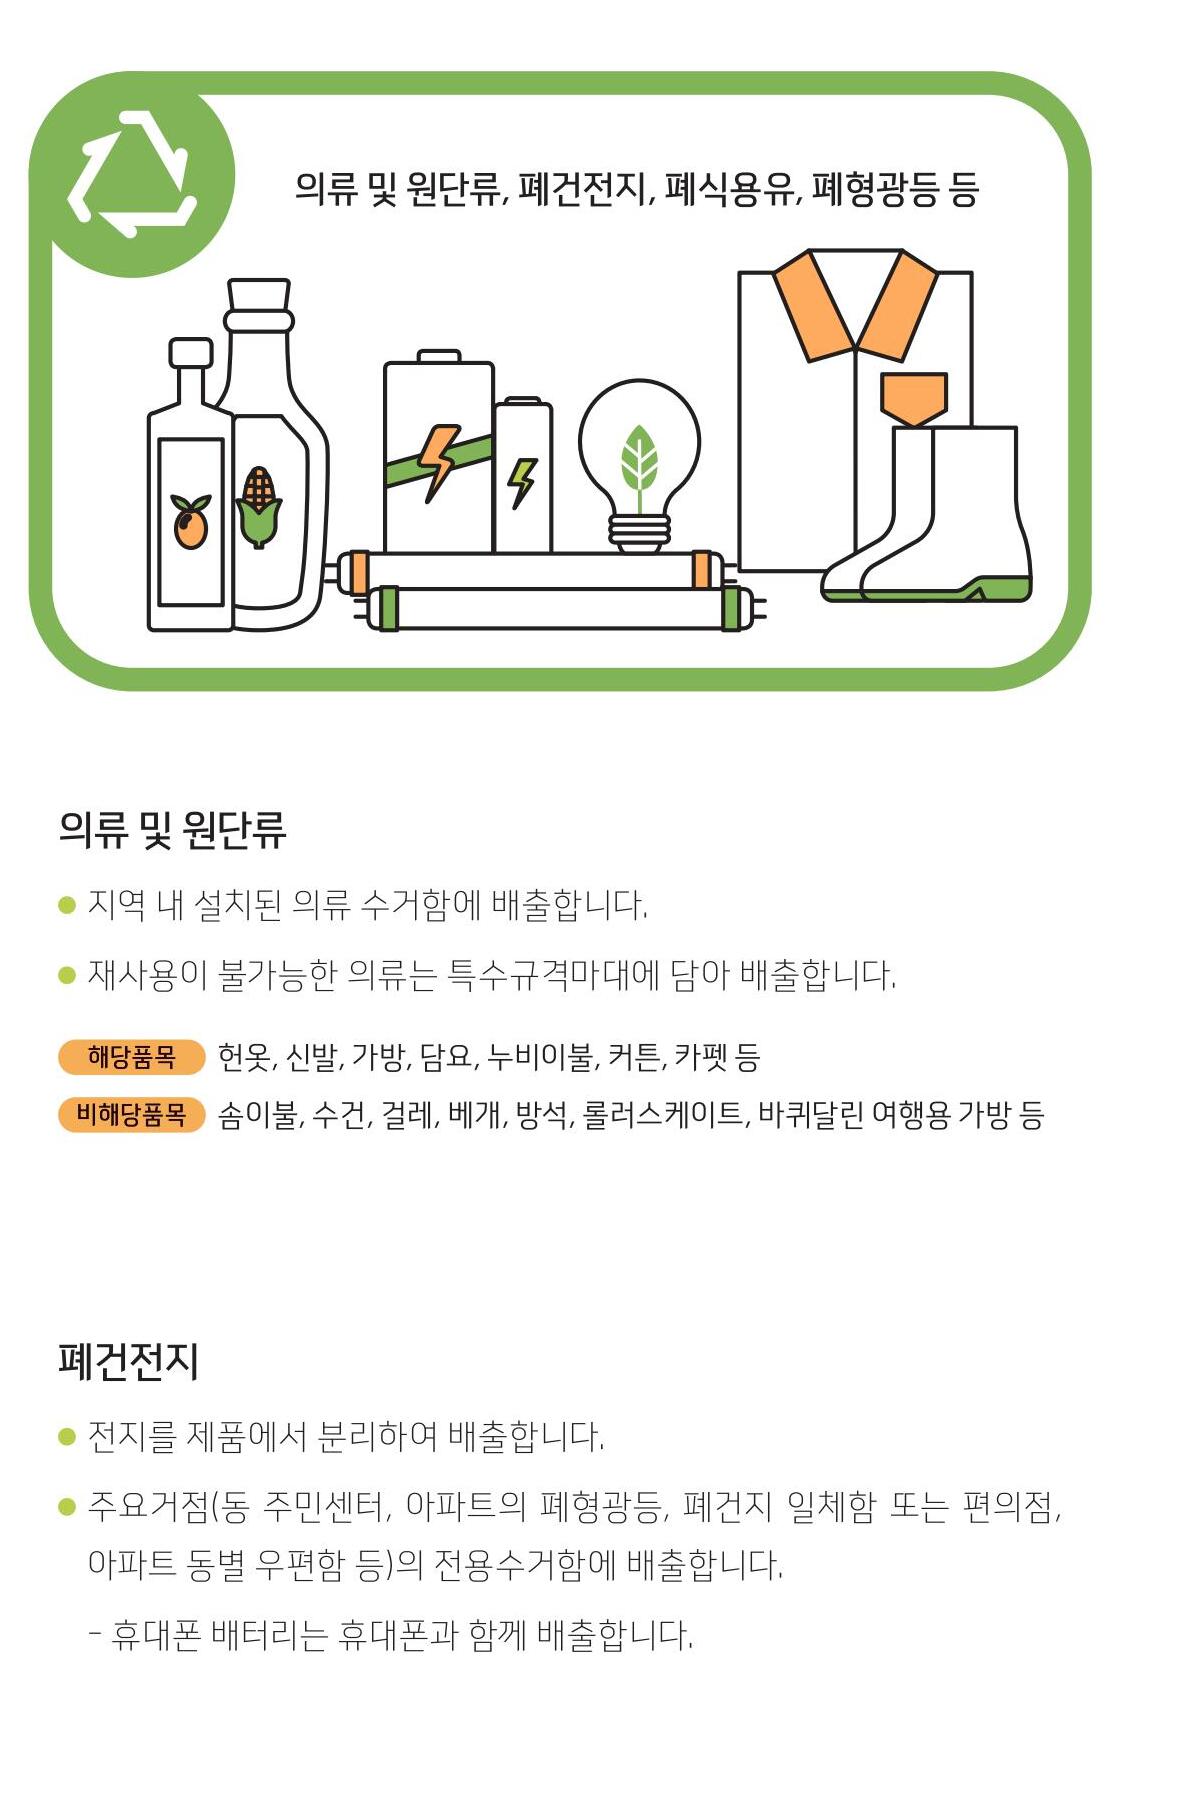 의류 및 원단류, 폐건전지, 폐식용유, 폐형광등 등
의류 및 원단류
지역 내 설치된 의류 수거함에 배출합니다.
재사용이 불가능한 의류는 특수규격마대에 담아 배출합니다.
해당품목 헌옷, 신발, 가방, 담요, 누비이불, 커튼, 카펫 등
비해당품목 솜이불, 수건, 걸레, 베개, 방석, 롤러스케이트, 바퀴달린 여행용 가방 등
폐건전지
전지를 제품에서 분리하여 배출합니다.
주요거점(동 주민센터, 아파트의 폐형광등, 폐건지 일체함 또는 편의점,
아파트 동별 우편함 등)의 전용수거함에 배출합니다.
- 휴대폰 배터리는 휴대폰과 함께 배출합니다.